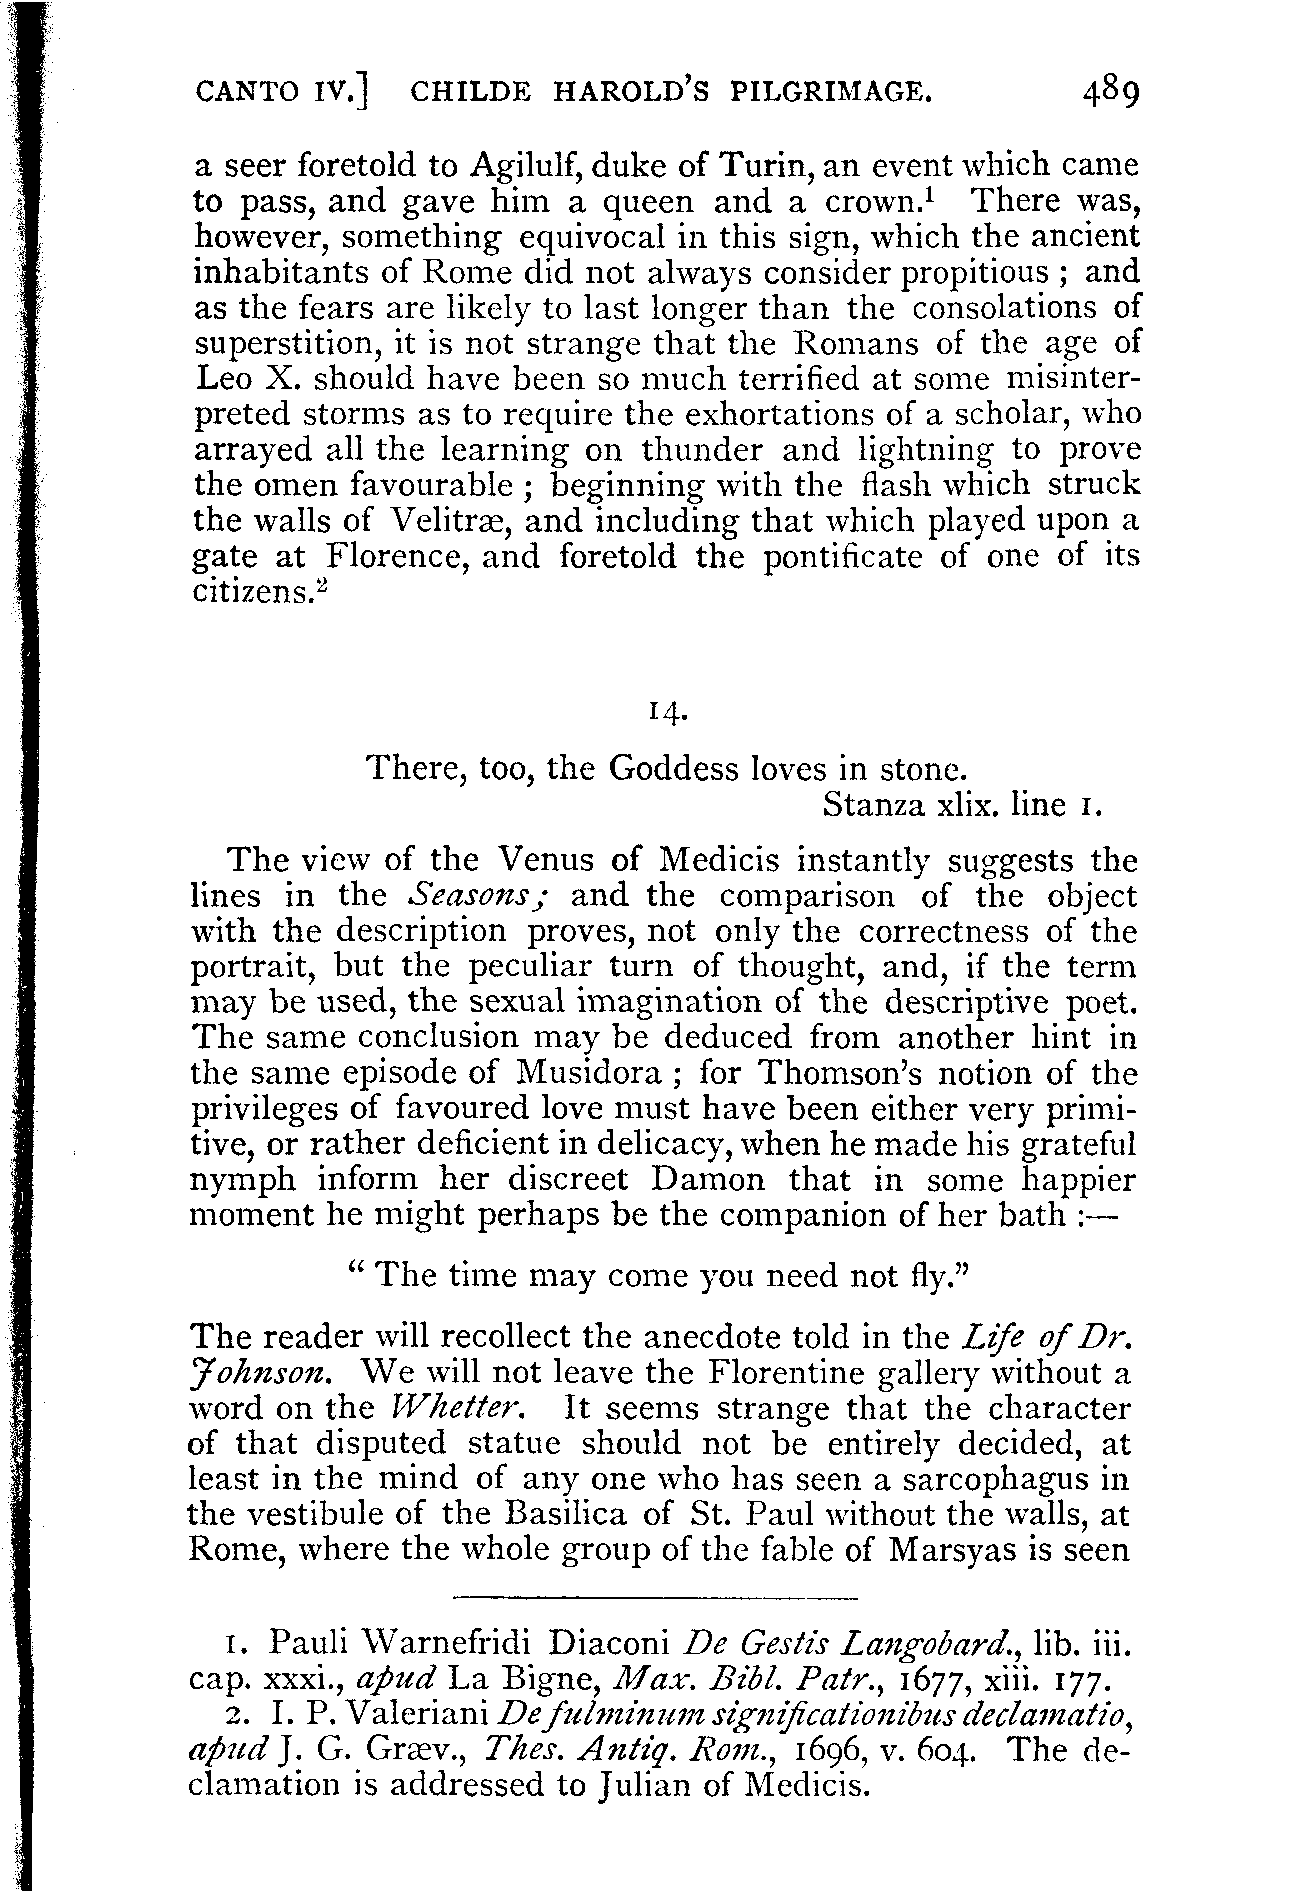 CANTO IV.] CHILDE HAROLD'S PILGRIMAGE. 489
a seer foretold to Agilulf, duke of Turin, an event which came
to pass, and gave him a queen and a crown.¹ There was,
however, something equivocal in this sign, which the ancient
inhabitants of Rome did not always consider propitious ; and
as the fears are likely to last longer than the consolations of
superstition, it is not strange that the Romans of the age of
Leo X. should have been so much terrified at some misinter-
preted storms as to require the exhortations of a scholar, who
arrayed all the learning on thunder and lightning to prove
the omen favourable ; beginning with the flash which struck
the walls of Velitræ, and including that which played upon a
gate at Florence, and foretold the pontificate of one of its
citizens.²
14.
There, too, the Goddess loves in stone.
Stanza xlix. line 1.
The view of the Venus of Medicis instantly suggests the
lines in the Seasons; and the comparison of the object
with the description proves, not only the correctness of the
portrait, but the peculiar turn of thought, and, if the term
may be used, the sexual imagination of the descriptive poet.
The same conclusion may be deduced from another hint in
the same episode of Musidora ; for Thomson's notion of the
privileges of favoured love must have been either very primi-
tive, or rather deficient in delicacy, when he made his grateful
nymph inform her discreet Damon that in some happier
moment he might perhaps be the companion of her bath :—
" The time may come you need not fly."
The reader will recollect the anecdote told in the Life of Dr.
Johnson. We will not leave the Florentine gallery without a
word on the Whetter. It seems strange that the character
of that disputed statue should not be entirely decided, at
least in the mind of any one who has seen a sarcophagus in
the vestibule of the Basilica of St. Paul without the walls, at
Rome, where the whole group of the fable of Marsyas is seen
1. Pauli Warnefridi Diaconi De Gestis Langobard., lib. iii.
cap. xxxi., apud La Bigne, Max. Bibl. Patr., 1677, xiii. 177.
2. I. P. Valeriani De fulminum significationibus declamatio,
apud J. G. Græv., Thes. Antiq. Rom., 1696, v. 604. The de-
clamation is addressed to Julian of Medicis.